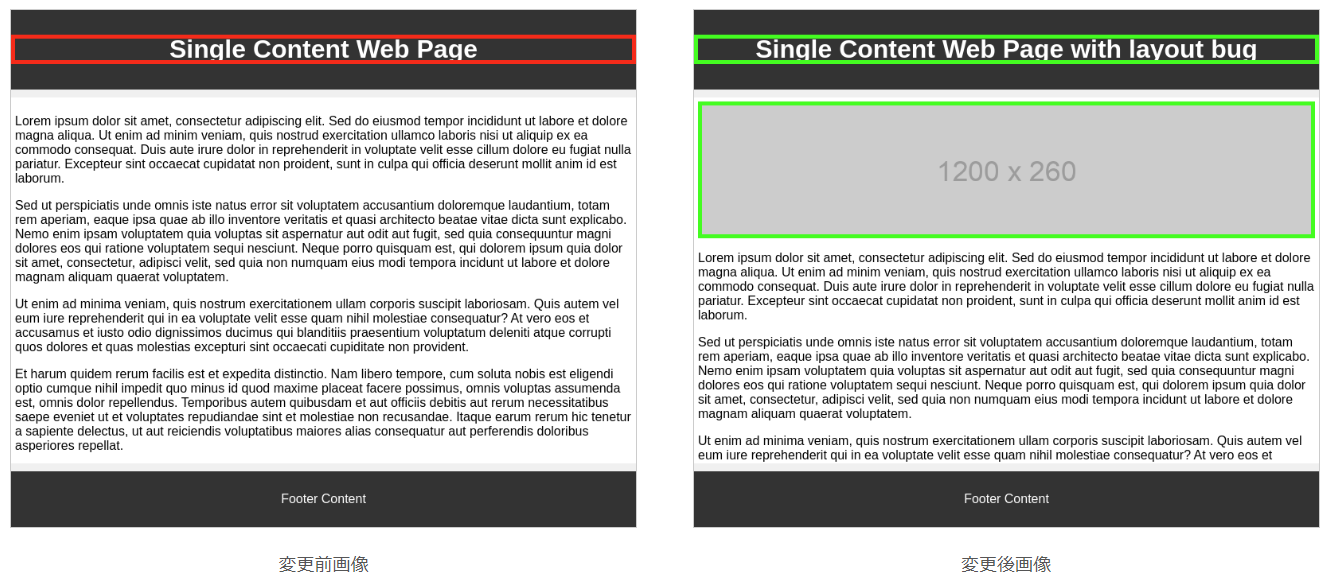 Single Content Web Page
Lorem ipsum dolor sit amet, consectetur adipiscing elit. Sed do eiusmod tempor incididunt ut labore et dolore
magna aliqua. Ut enim ad minim veniam, quis nostrud exercitation ullamco laboris nisi ut aliquip ex ea
commodo consequat. Duis aute irure dolor in reprehenderit in voluptate velit esse cillum dolore eu fugiat nulla
pariatur. Excepteur sint occaecat cupidatat non proident, sunt in culpa qui officia deserunt mollit anim id est
laborum.
Sed ut perspiciatis unde omnis iste natus error sit voluptatem accusantium doloremque laudantium, totam
rem aperiam, eaque ipsa quae ab illo inventore veritatis et quasi architecto beatae vitae dicta sunt explicabo.
Nemo enim ipsam voluptatem quia voluptas sit aspernatur aut odit aut fugit, sed quia consequuntur magni
dolores eos qui ratione voluptatem sequi nesciunt. Neque porro quisquam est, qui dolorem ipsum quia dolor
sit amet, consectetur, adipisci velit, sed quia non numquam eius modi tempora incidunt ut labore et dolore
magnam aliquam quaerat voluptatem.
Ut enim ad minima veniam, quis nostrum exercitationem ullam corporis suscipit laboriosam. Quis autem vel
eum iure reprehenderit qui in ea voluptate velit esse quam nihil molestiae consequatur? At vero eos et
accusamus et iusto odio dignissimos ducimus qui blanditiis praesentium voluptatum deleniti atque corrupti
quos dolores et quas molestias excepturi sint occaecati cupiditate non provident.
Et harum quidem rerum facilis est et expedita distinctio. Nam libero tempore, cum soluta nobis est eligendi
optio cumque nihil impedit quo minus id quod maxime placeat facere possimus, omnis voluptas assumenda
est, omnis dolor repellendus. Temporibus autem quibusdam et aut officiis debitis aut rerum necessitatibus
saepe eveniet ut et voluptates repudiandae sint et molestiae non recusandae. Itaque earum rerum hic tenetur
a sapiente delectus, ut aut reiciendis voluptatibus maiores alias consequatur aut perferendis doloribus
asperiores repellat.
Footer Content
変更前画像
Single Content Web Page with layout bug
1200 x 260
Lorem ipsum dolor sit amet, consectetur adipiscing elit. Sed do eiusmod tempor incididunt ut labore et dolore
magna aliqua. Ut enim ad minim veniam, quis nostrud exercitation ullamco laboris nisi ut aliquip ex ea
commodo consequat. Duis aute irure dolor in reprehenderit in voluptate velit esse cillum dolore eu fugiat nulla
pariatur. Excepteur sint occaecat cupidatat non proident, sunt in culpa qui officia deserunt mollit anim id est
laborum.
Sed ut perspiciatis unde omnis iste natus error sit voluptatem accusantium doloremque laudantium, totam
rem aperiam, eaque ipsa quae ab illo inventore veritatis et quasi architecto beatae vitae dicta sunt explicabo.
Nemo enim ipsam voluptatem quia voluptas sit aspernatur aut odit aut fugit, sed quia consequuntur magni
dolores eos qui ratione voluptatem sequi nesciunt. Neque porro quisquam est, qui dolorem ipsum quia dolor
sit amet, consectetur, adipisci velit, sed quia non numquam eius modi tempora incidunt ut labore et dolore
magnam aliquam quaerat voluptatem.
Ut enim ad minima veniam, quis nostrum exercitationem ullam corporis suscipit laboriosam. Quis autem vel
eum iure reprehenderit qui in ea voluptate velit esse quam nihil molestiae consequatur? At vero eos et
Footer Content
変更後画像